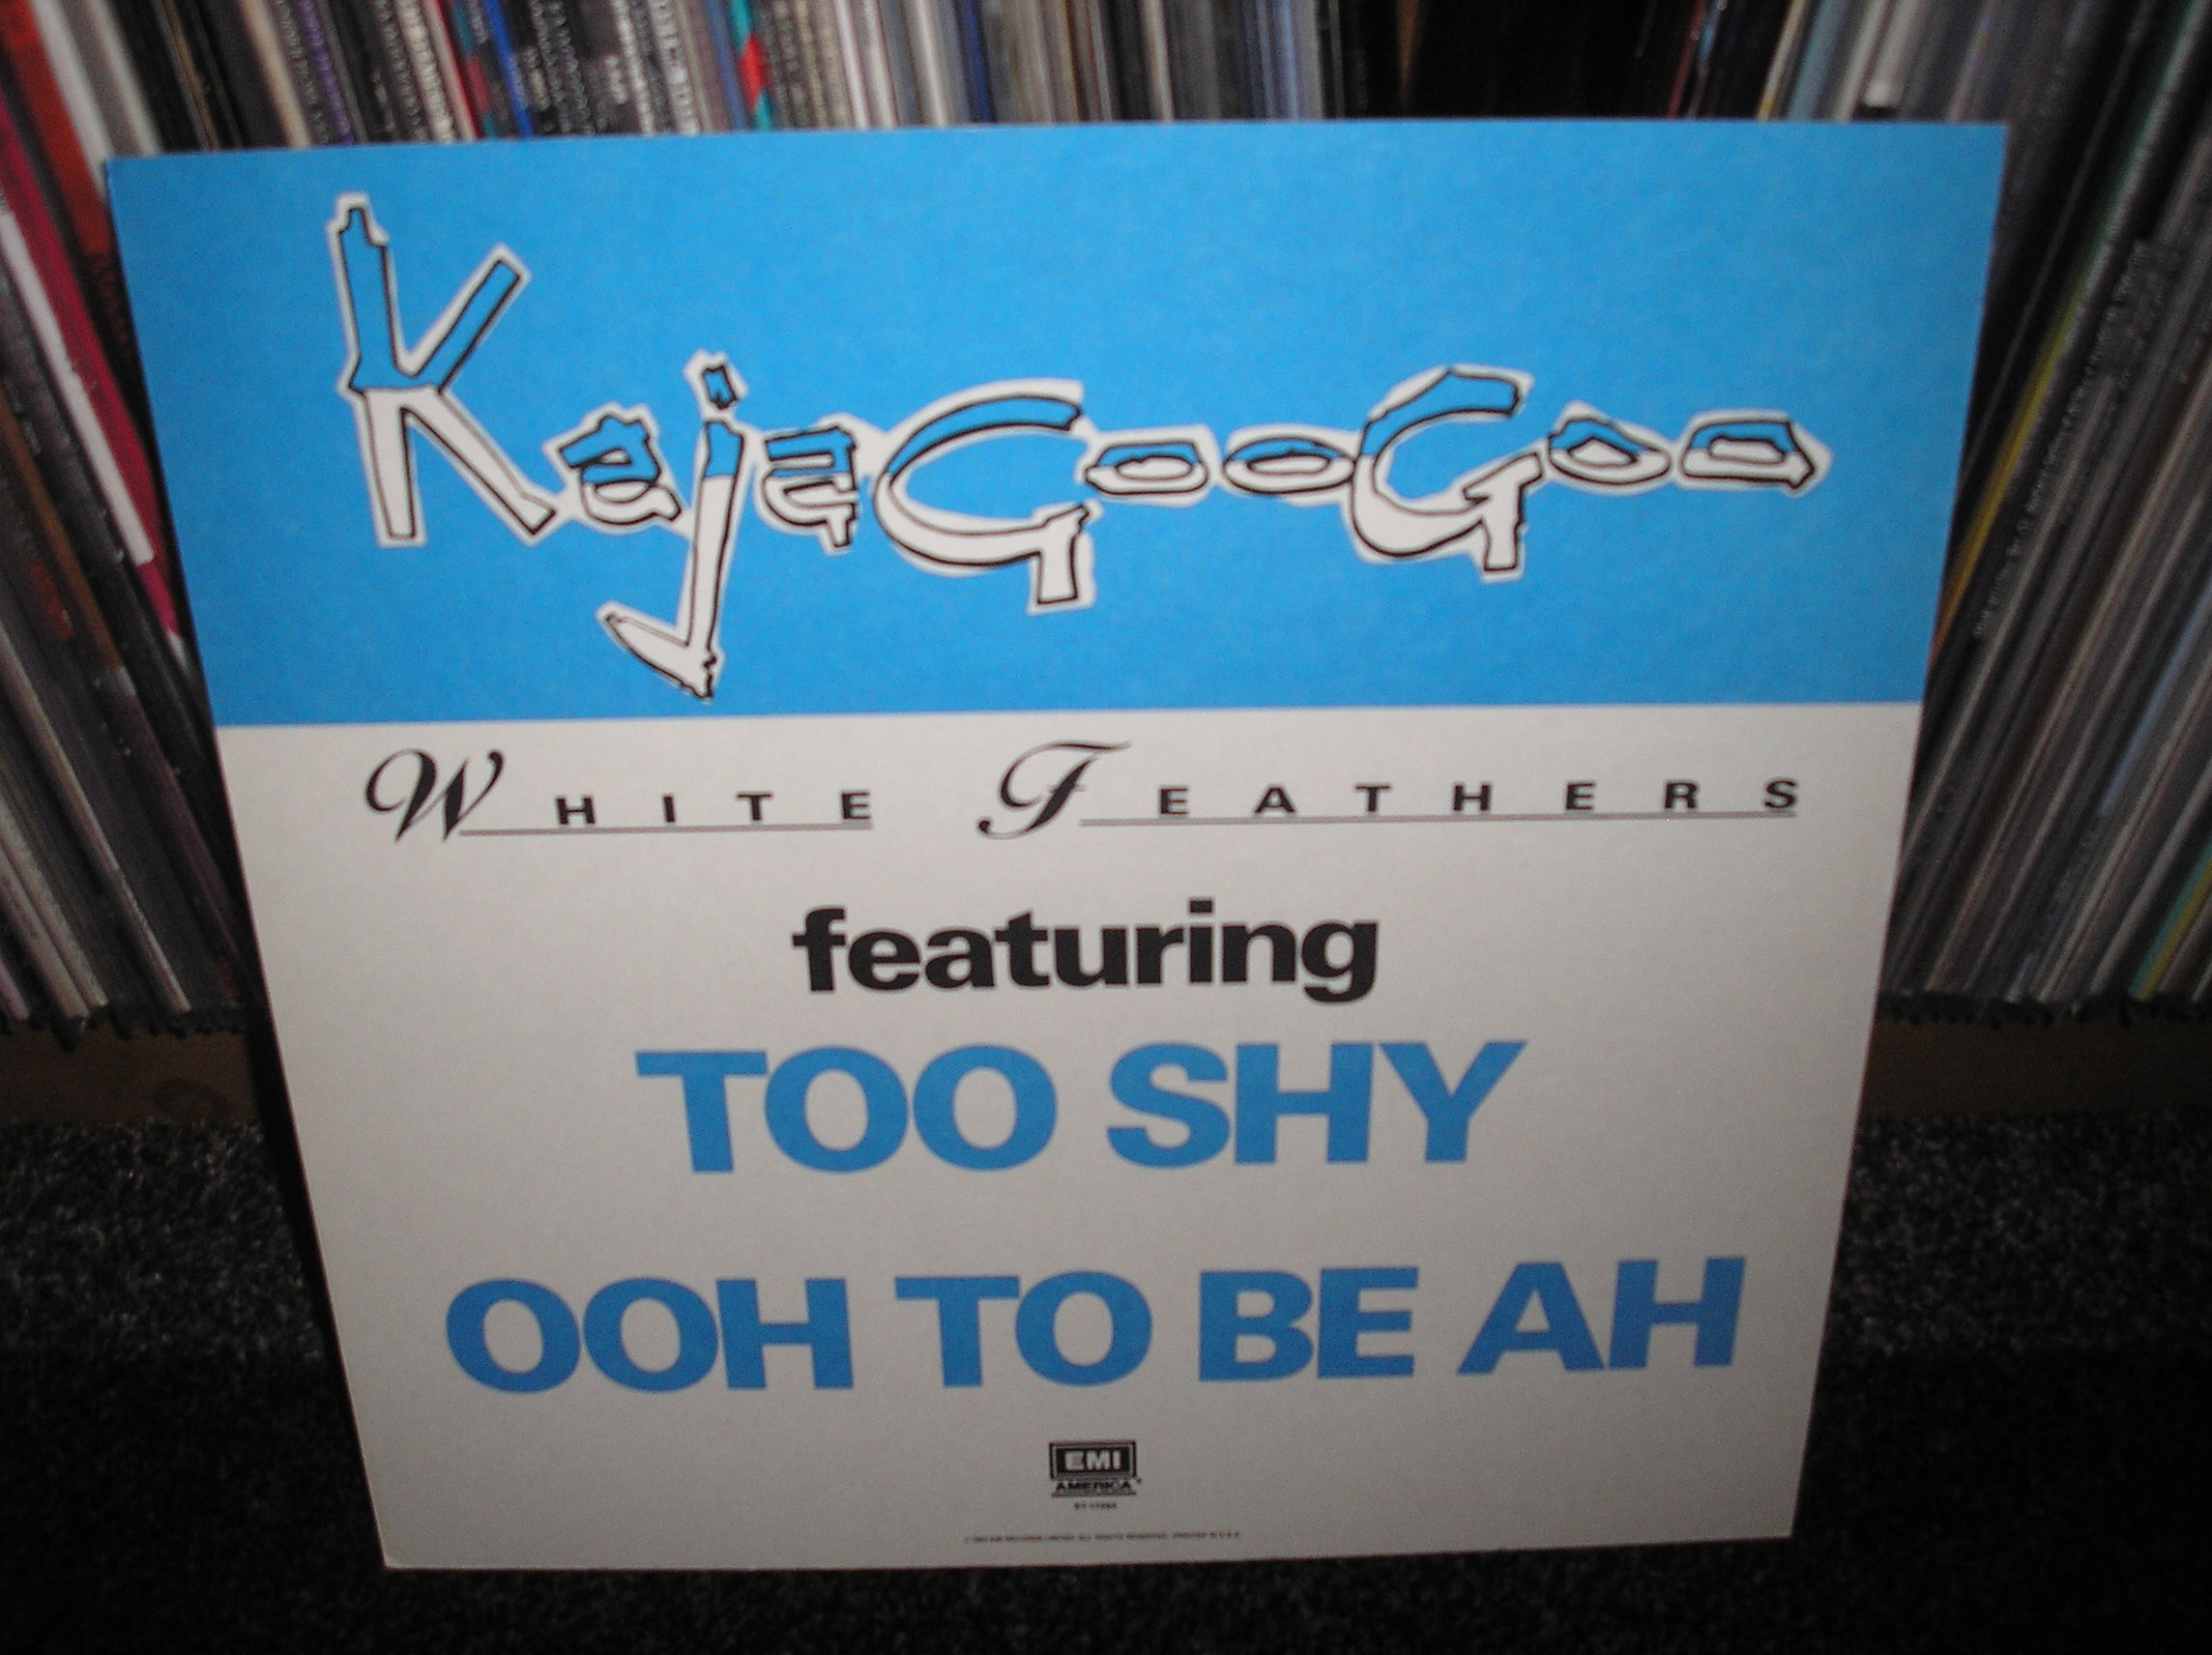 KajaGooGoo
WHITE FEATHERS
featuring
TOO SHY
OOH TO BE AH
EMI
AMERICA